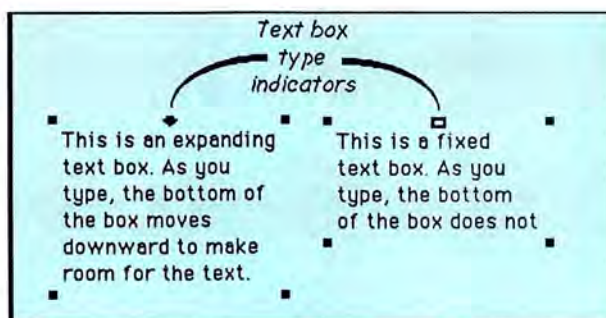 Text box
type
indicators
This is an expanding
text box. As you
type, the bottom of
the box moves
downward to make
room for the text.
This is a fixed
text box. As you
type, the bottom
of the box does not